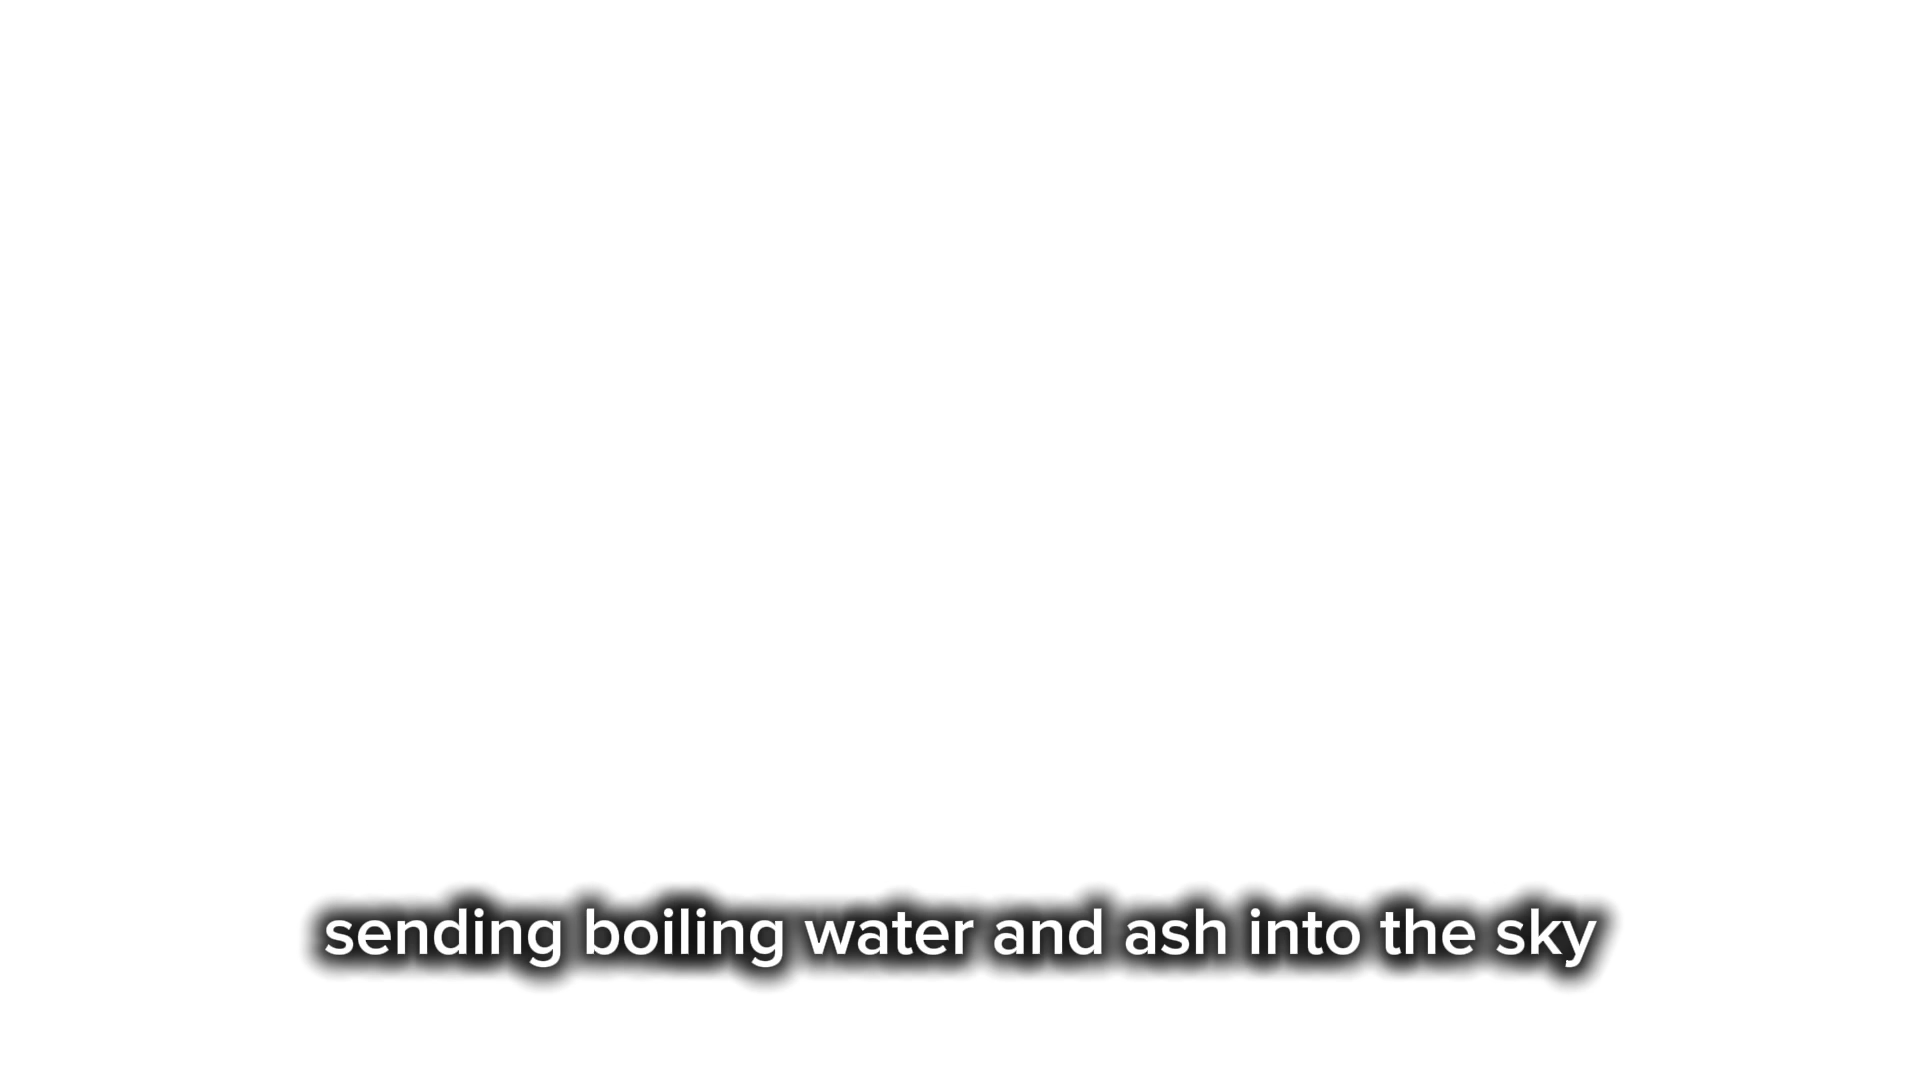 sending boiling water and ash into the sky